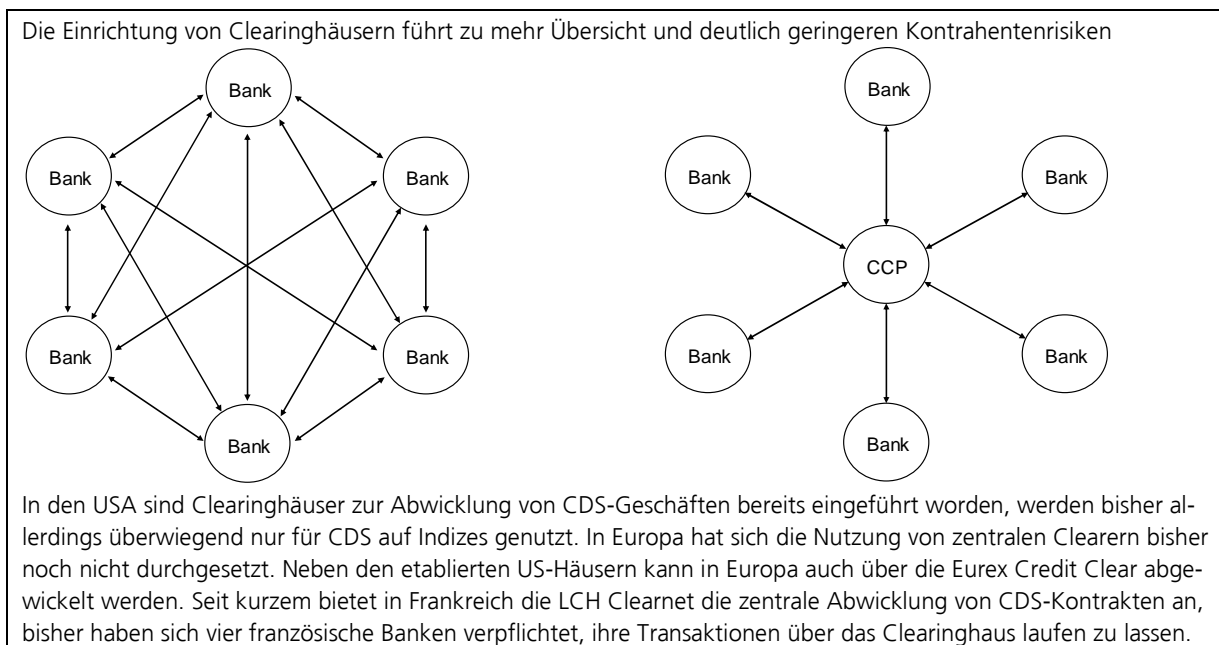 Die Einrichtung von Clearinghäusern führt zu mehr Übersicht und deutlich geringeren Kontrahentenrisiken
Bank
Bank
Bank
Bank
Bank
Bank
Bank
Bank
Bank
CCP
Bank
Bank
Bank
In den USA sind Clearinghäuser zur Abwicklung von CDS-Geschäften bereits eingeführt worden, werden bisher al-
lerdings überwiegend nur für CDS auf Indizes genutzt. In Europa hat sich die Nutzung von zentralen Clearern bisher
noch nicht durchgesetzt. Neben den etablierten US-Häusern kann in Europa auch über die Eurex Credit Clear abge-
wickelt werden. Seit kurzem bietet in Frankreich die LCH Clearnet die zentrale Abwicklung von CDS-Kontrakten an,
bisher haben sich vier französische Banken verpflichtet, ihre Transaktionen über das Clearinghaus laufen zu lassen.